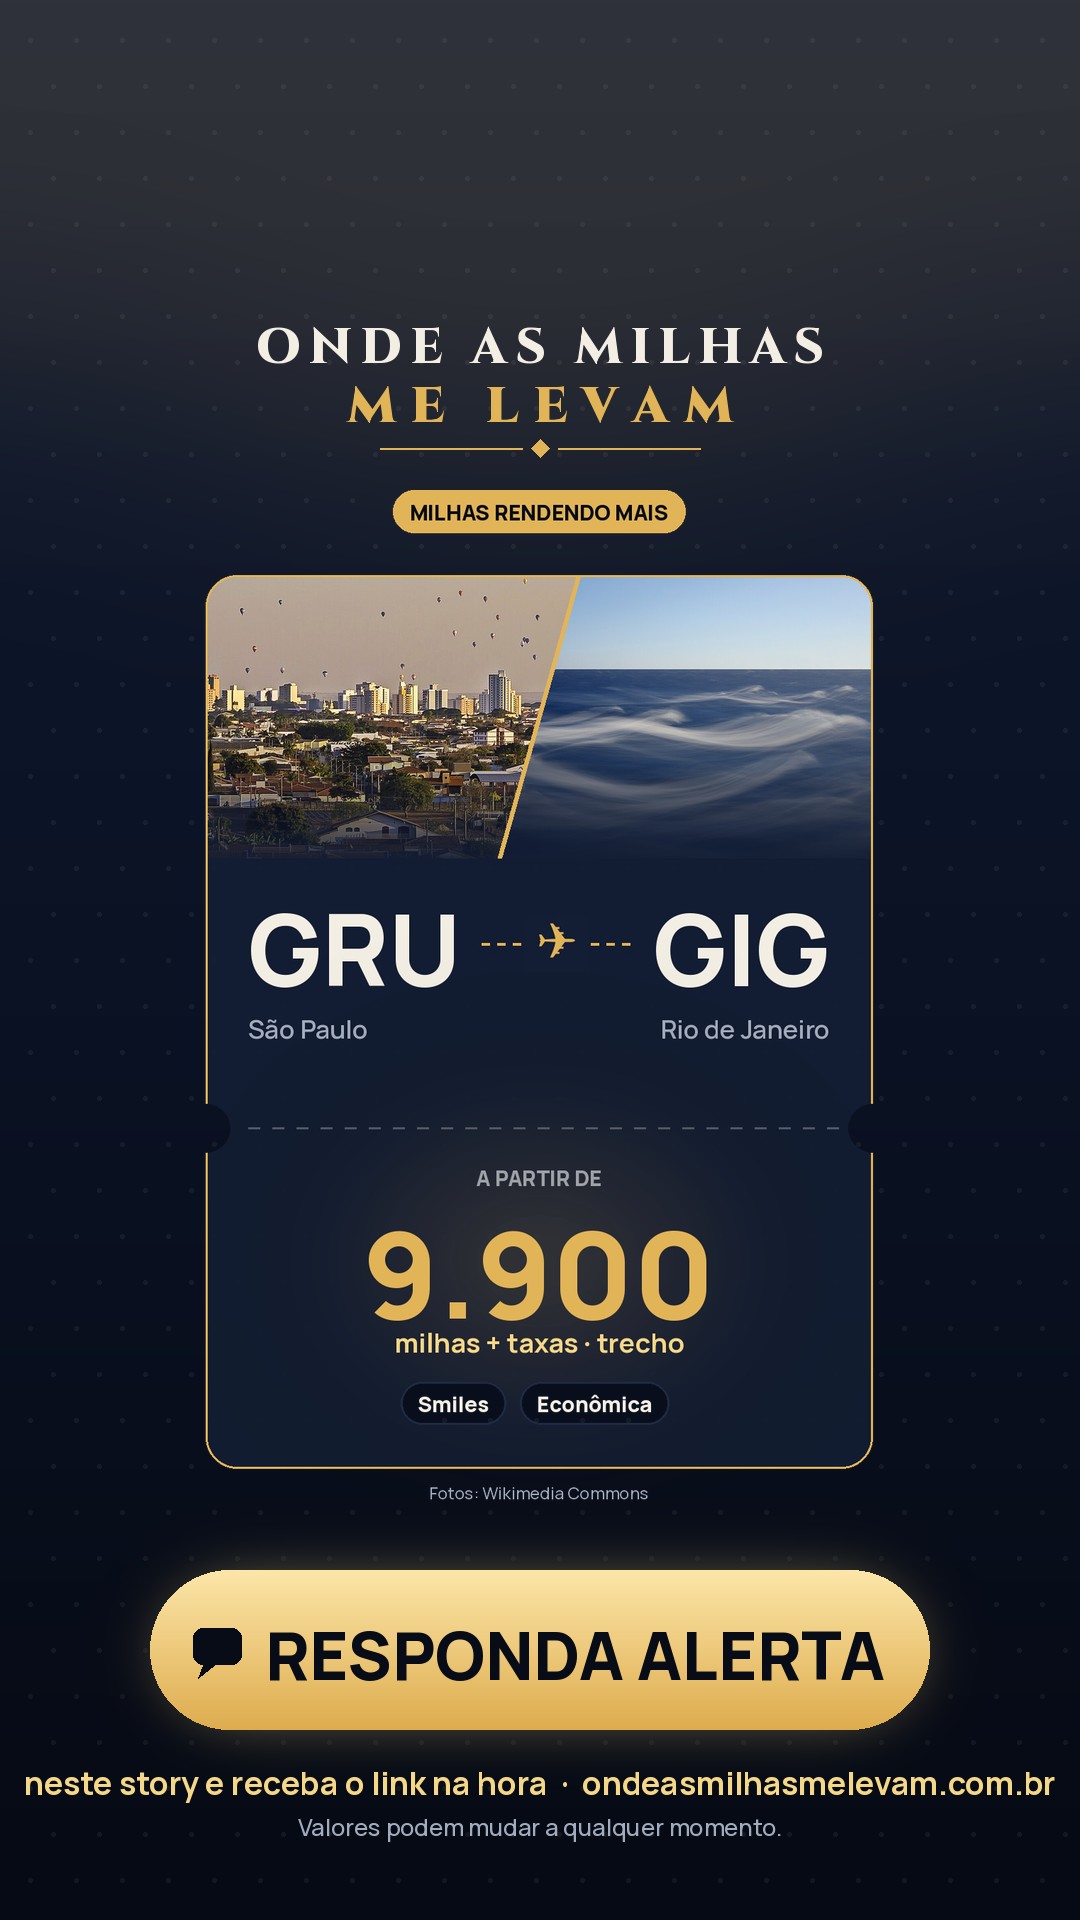 ONDE AS MILHAS
ME LEVAM
MILHAS RENDENDO MAIS
GRU GIG
São Paulo Rio de Janeiro
A PARTIR DE
9.900
milhas + taxas · trecho
Smiles Econômica
Fotos: Wikimedia Commons
RESPONDA ALERTA
neste story e receba o link na hora · ondeasmilhasmelevam.com.br
Valores podem mudar a qualquer momento.